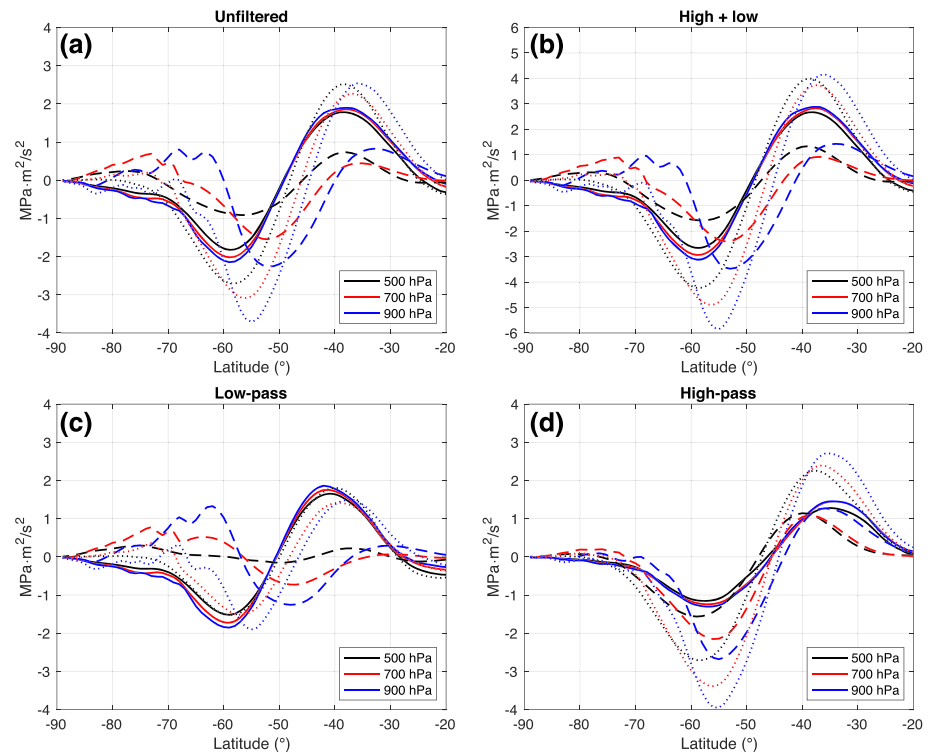 Unfiltered
(a)
MPa·m²/s²
4
3
2
1
0
-1
-2
-3
-4
-90 -80 -70 -60 -50 -40 -30 -20
Latitude (°)
500 hPa
700 hPa
900 hPa
High + low
(b)
MPa·m²/s²
6
5
4
3
2
1
0
-1
-2
-3
-4
-5
-6
-90 -80 -70 -60 -50 -40 -30 -20
Latitude (°)
500 hPa
700 hPa
900 hPa
Low-pass
(c)
MPa·m²/s²
4
3
2
1
0
-1
-2
-3
-4
-90 -80 -70 -60 -50 -40 -30 -20
Latitude (°)
500 hPa
700 hPa
900 hPa
High-pass
(d)
MPa·m²/s²
4
3
2
1
0
-1
-2
-3
-4
-90 -80 -70 -60 -50 -40 -30 -20
Latitude (°)
500 hPa
700 hPa
900 hPa